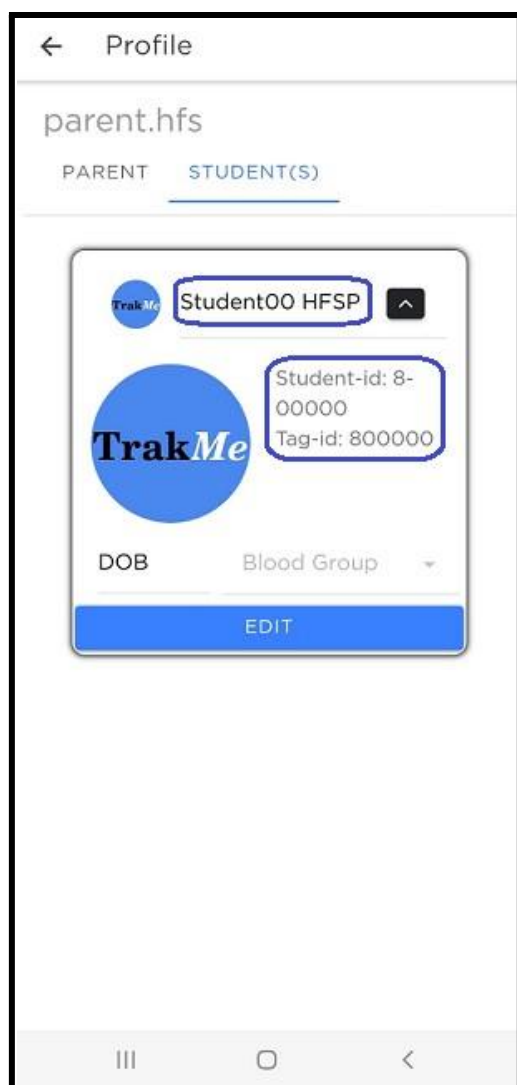 Profile
parent.hfs
PARENT STUDENT(S)
TrakMe Student00 HFSP
Student-id: 8-
00000
Tag-id: 800000
TrakMe
DOB Blood Group
EDIT